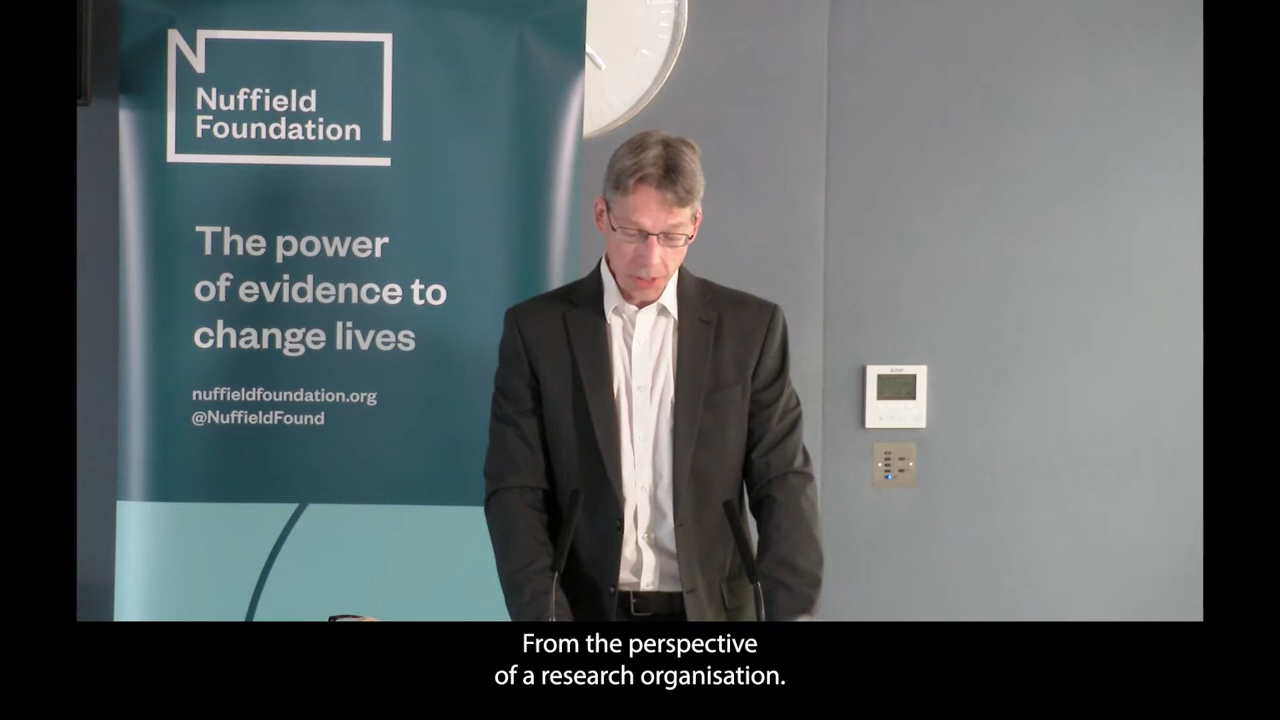 Nuffield
Foundation
The power
of evidence to
change lives
nuffieldfoundation.org
@NuffieldFound
From the perspective
of a research organisation.